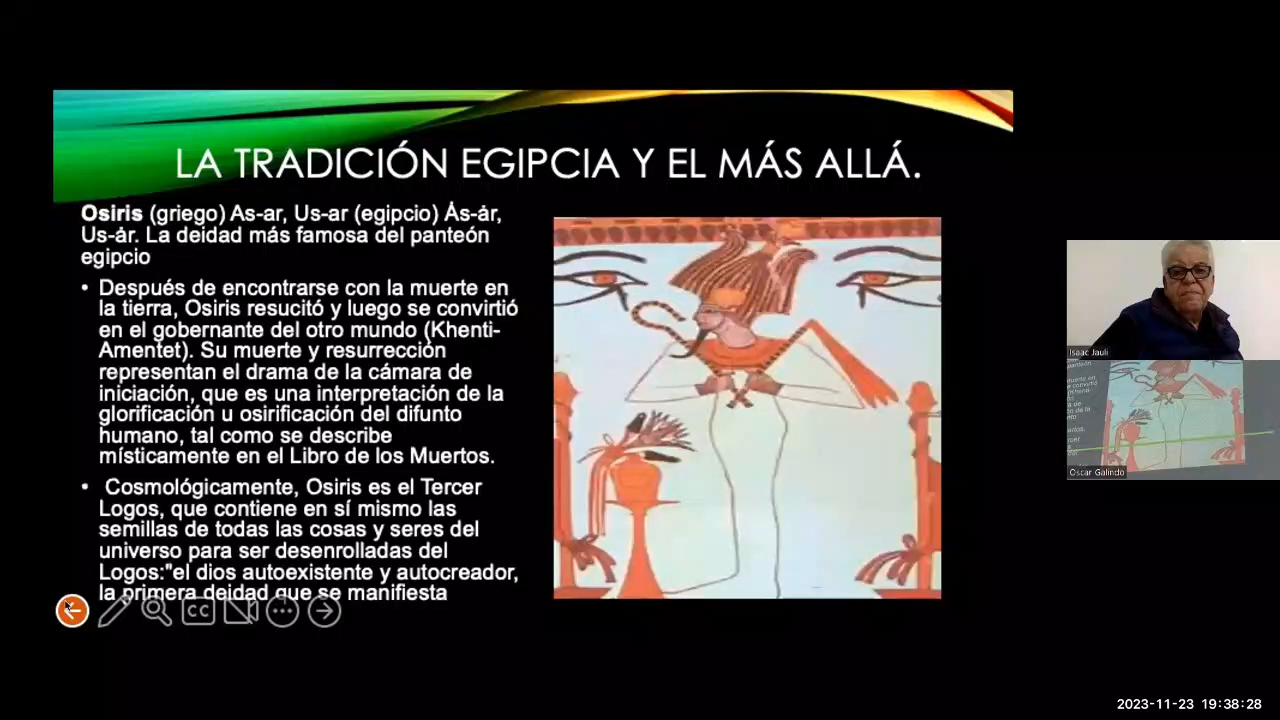 LA TRADICIÓN EGIPCIA Y EL MÁS ALLÁ.
Osiris (griego) As-ar, Us-ar (egipcio) Ȧs-ȧr,
Us-ȧr. La deidad más famosa del panteón
egipcio
• Después de encontrarse con la muerte en
la tierra, Osiris resucitó y luego se convirtió
en el gobernante del otro mundo (Khenti-
Amentet). Su muerte y resurrección
representan el drama de la cámara de
iniciación, que es una interpretación de la
glorificación u osirificación del difunto
humano, tal como se describe
místicamente en el Libro de los Muertos.
• Cosmológicamente, Osiris es el Tercer
Logos, que contiene en sí mismo las
semillas de todas las cosas y seres del
universo para ser desenrolladas del
Logos:"el dios autoexistente y autocreador,
la primera deidad que se manifiesta
CC
Isaac Jauli
Oscar Galindo
2023-11-23 19:38:28